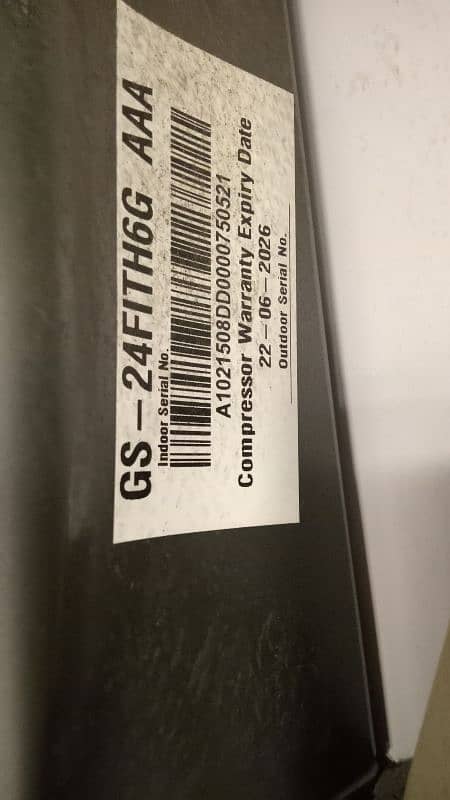 GS-24FITH6G AAA
Indoor Serial No.
A1021508DD0000750521
Compressor Warranty Expiry Date
22-06-2026
Outdoor Serial No.